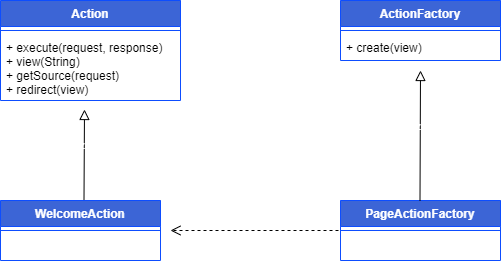 Action
+ execute(request, response)
+ view(String)
+ getSource(request)
+ redirect(view)
ActionFactory
+ create(view)
WelcomeAction
PageActionFactory